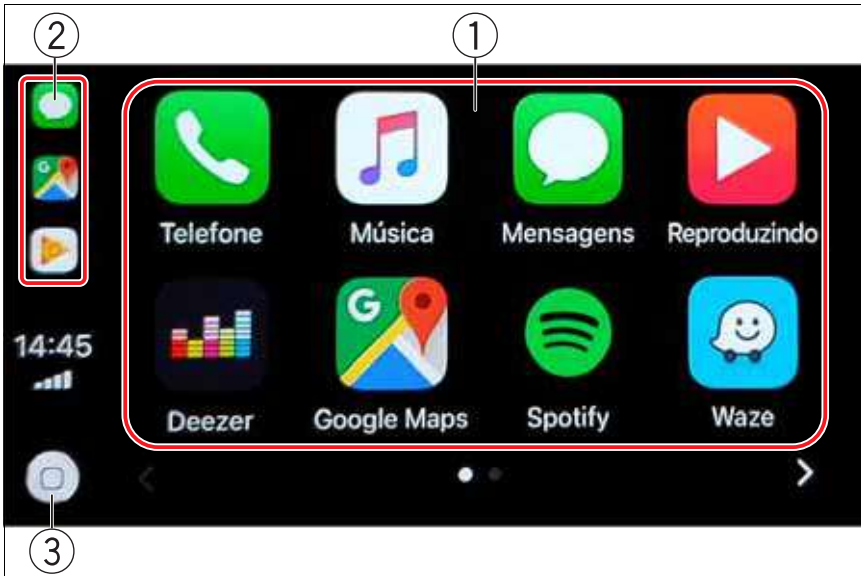 ② ①
Telefone Música Mensagens Reproduzindo
14:45
G
Deezer Google Maps Spotify Waze
③